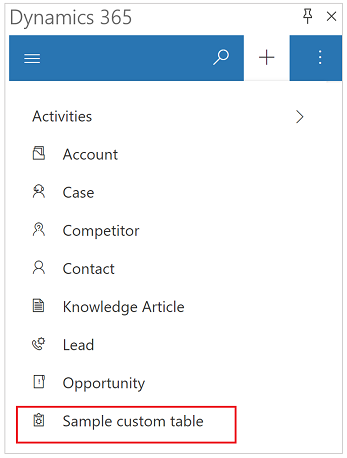 Dynamics 365
Activities
Account
Case
Competitor
Contact
Knowledge Article
Lead
Opportunity
Sample custom table